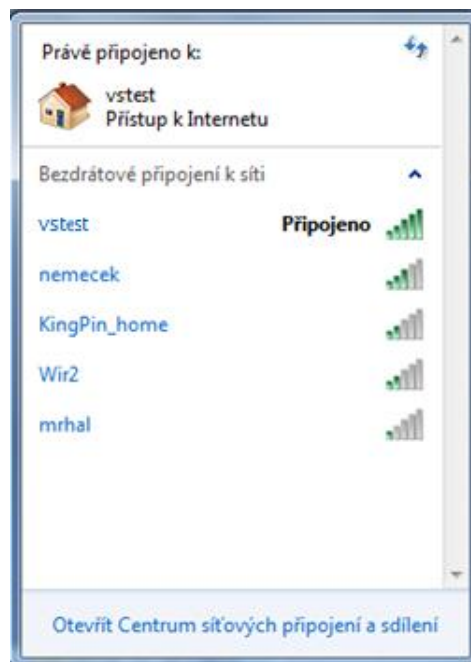 Právě připojeno k:
vstest
Přístup k Internetu
Bezdrátové připojení k síti
vstest Připojeno
nemecek
KingPin_home
Wir2
mrhal
Otevřít Centrum síťových připojení a sdílení